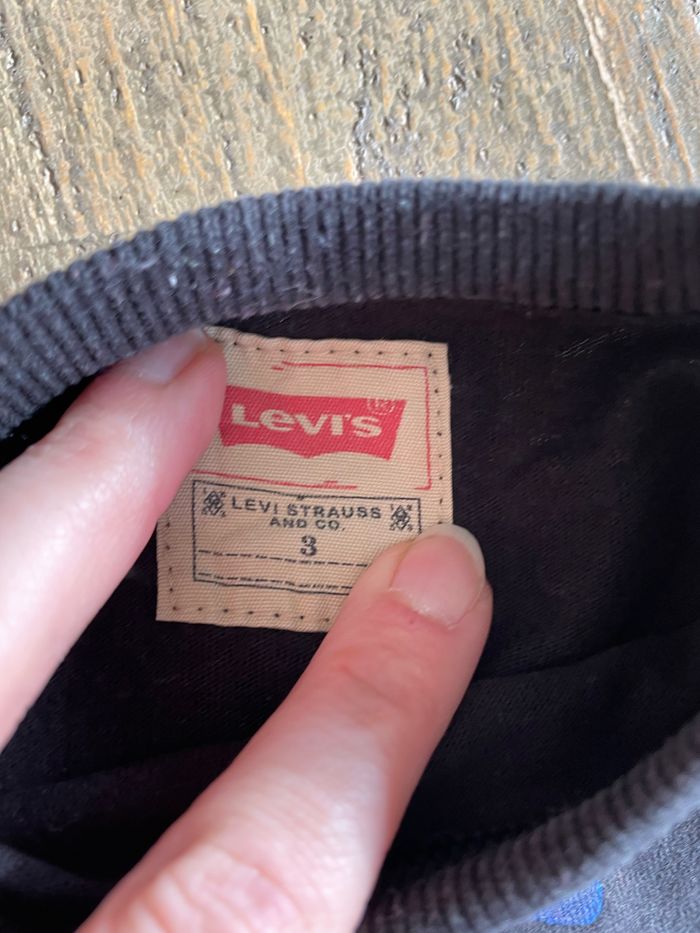 Levi's ®
LEVI STRAUSS
AND CO.
3